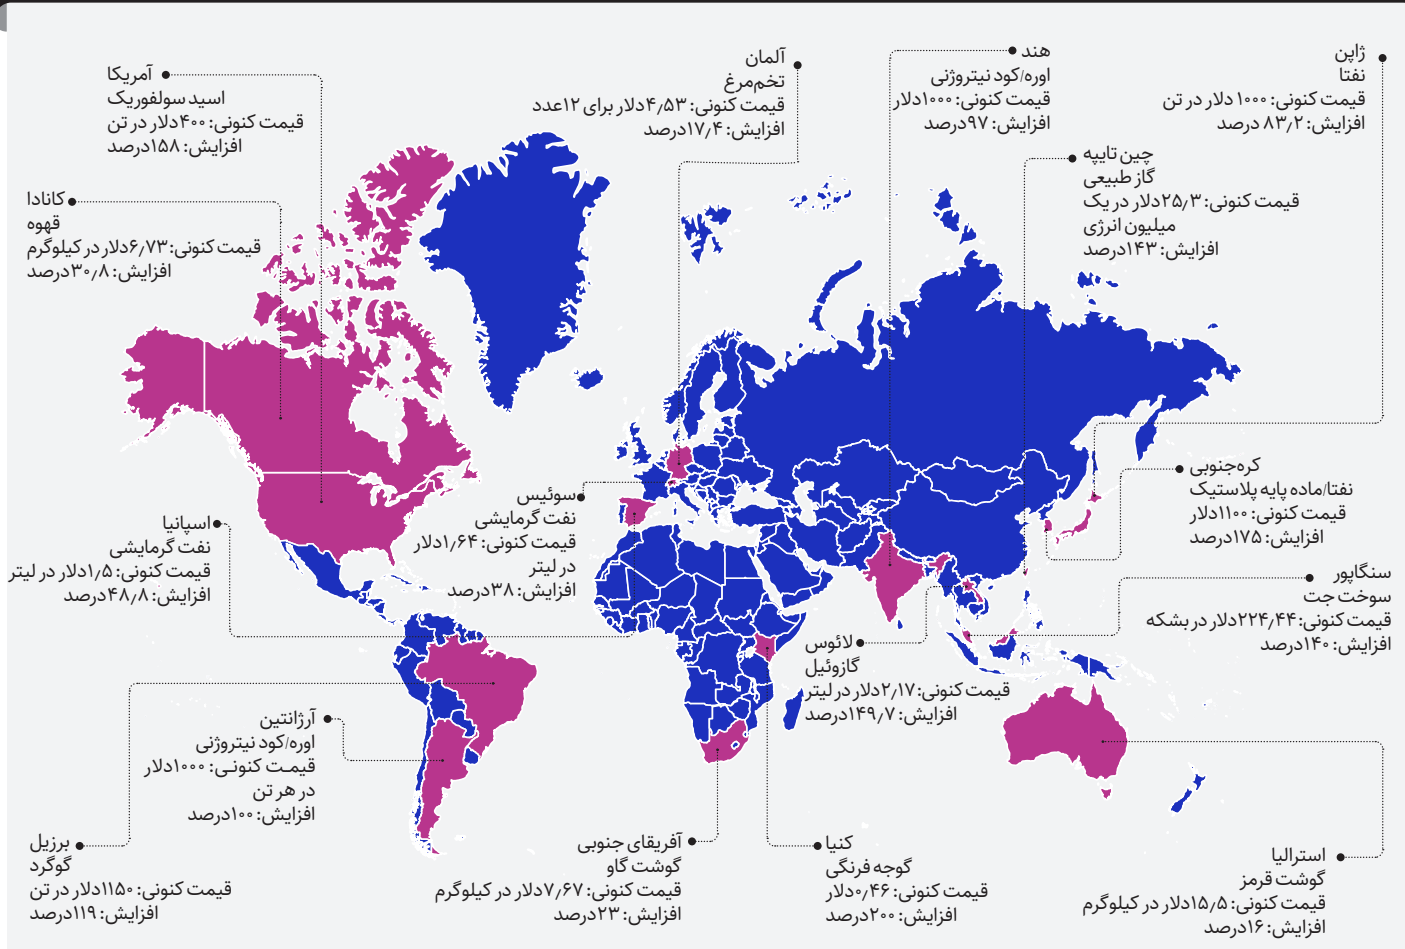 ژاپن
نفتا
قیمت کنونی: ۱۰۰۰ دلار در تن
افزایش: ۸۳٫۲ درصد
هند
اوره/کود نیتروژنی
قیمت کنونی: ۱۰۰۰دلار
افزایش: ۹۷درصد
آلمان
تخم‌مرغ
قیمت کنونی: ۴٫۵۳دلار برای ۱۲عدد
افزایش: ۱۷٫۴درصد
آمریکا
اسید سولفوریک
قیمت کنونی: ۴۰۰دلار در تن
افزایش: ۱۵۸درصد
چین تایپه
گاز طبیعی
قیمت کنونی: ۲۵٫۳دلار در یک
میلیون انرژی
افزایش: ۱۴۳درصد
کانادا
قهوه
قیمت کنونی: ۶٫۷۳دلار در کیلوگرم
افزایش: ۳۰٫۸درصد
کره‌جنوبی
نفتا/ماده پایه پلاستیک
قیمت کنونی: ۱۱۰۰دلار
افزایش: ۱۷۵درصد
سوئیس
نفت گرمایشی
قیمت کنونی: ۱٫۶۴دلار
در لیتر
افزایش: ۳۸درصد
اسپانیا
نفت گرمایشی
قیمت کنونی: ۱٫۵دلار در لیتر
افزایش: ۴۸٫۸درصد
سنگاپور
سوخت جت
قیمت کنونی: ۲۲۴٫۴۴دلار در بشکه
افزایش: ۱۴۰درصد
لائوس
گازوئیل
قیمت کنونی: ۲٫۱۷دلار در لیتر
افزایش: ۱۴۹٫۷درصد
آرژانتین
اوره/کود نیتروژنی
قیمت کنونی: ۱۰۰۰دلار
در هر تن
افزایش: ۱۰۰درصد
استرالیا
گوشت قرمز
قیمت کنونی: ۱۵٫۵دلار در کیلوگرم
افزایش: ۱۶درصد
کنیا
گوجه فرنگی
قیمت کنونی: ۰٫۴۶دلار
افزایش: ۲۰۰درصد
آفریقای جنوبی
گوشت گاو
قیمت کنونی: ۷٫۶۷دلار در کیلوگرم
افزایش: ۲۳درصد
برزیل
گوگرد
قیمت کنونی: ۱۱۵۰دلار در تن
افزایش: ۱۱۹درصد